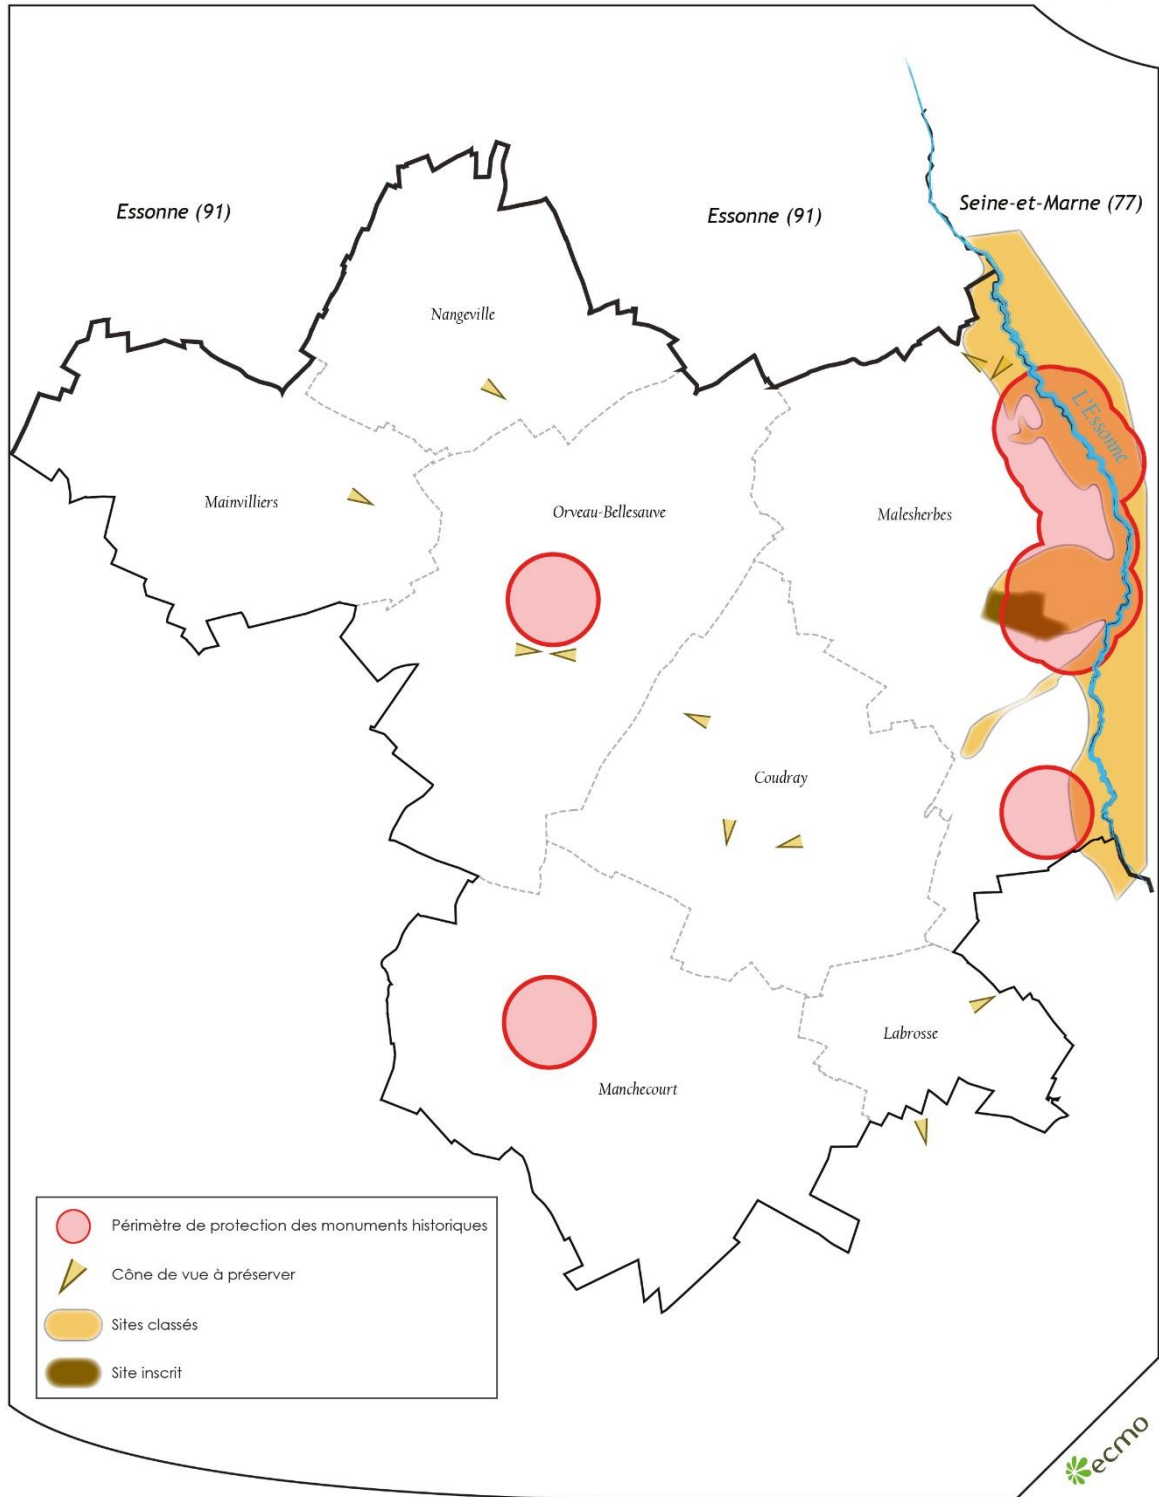 Essonne (91)
Essonne (91)
Seine-et-Marne (77)
Nangeville
L'Essonne
Mainvilliers
Orveau-Bellesauve
Malesherbes
Coudray
Labrosse
Manchecourt
Périmètre de protection des monuments historiques
Cône de vue à préserver
Sites classés
Site inscrit
ecmo